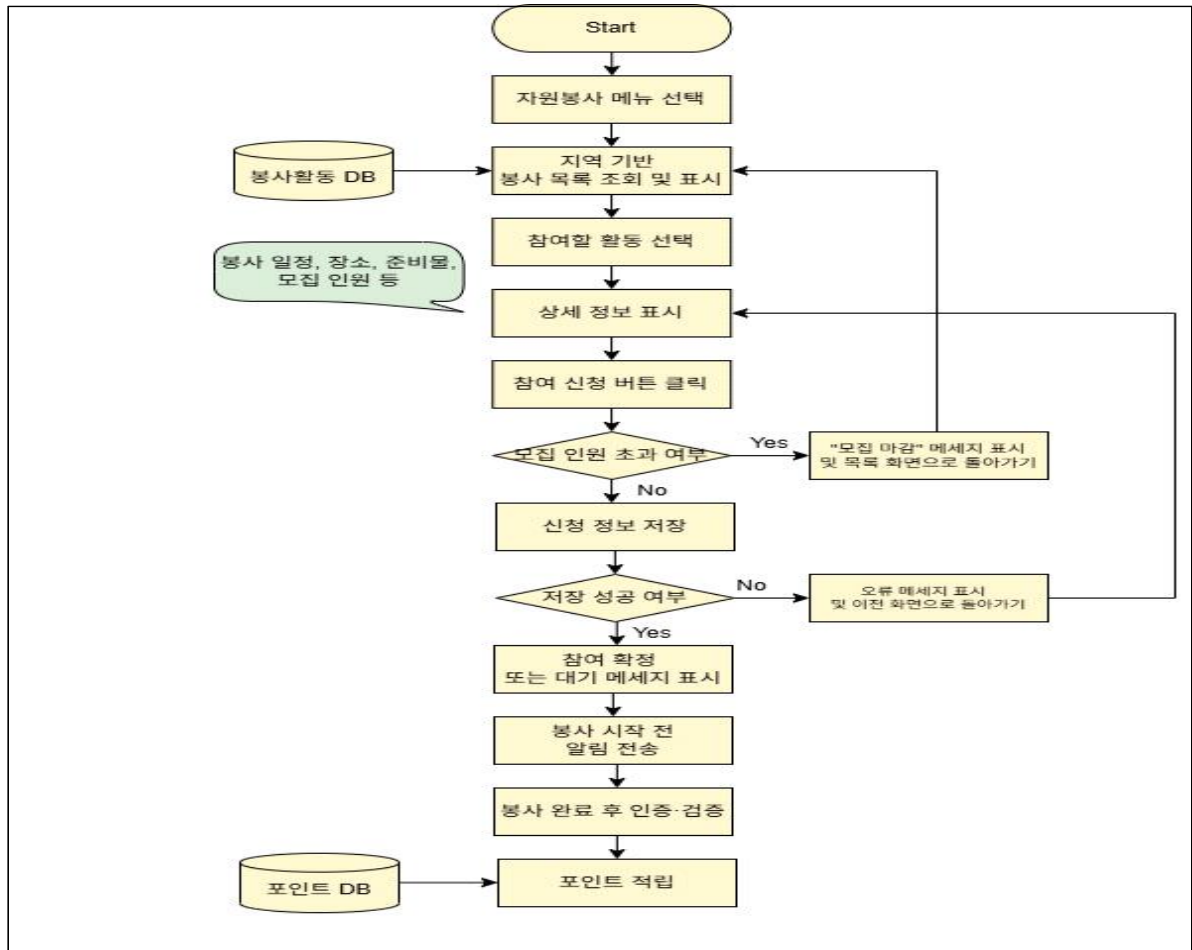 Start
자원봉사 메뉴 선택
봉사활동 DB
지역 기반
봉사 목록 조회 및 표시
참여할 활동 선택
봉사 일정, 장소, 준비물,
모집 인원 등
상세 정보 표시
참여 신청 버튼 클릭
모집 인원 초과 여부
Yes
"모집 마감" 메세지 표시
및 목록 화면으로 돌아가기
No
신청 정보 저장
저장 성공 여부
No
오류 메세지 표시
및 이전 화면으로 돌아가기
Yes
참여 확정
또는 대기 메세지 표시
봉사 시작 전
알림 전송
봉사 완료 후 인증·검증
포인트 DB
포인트 적립